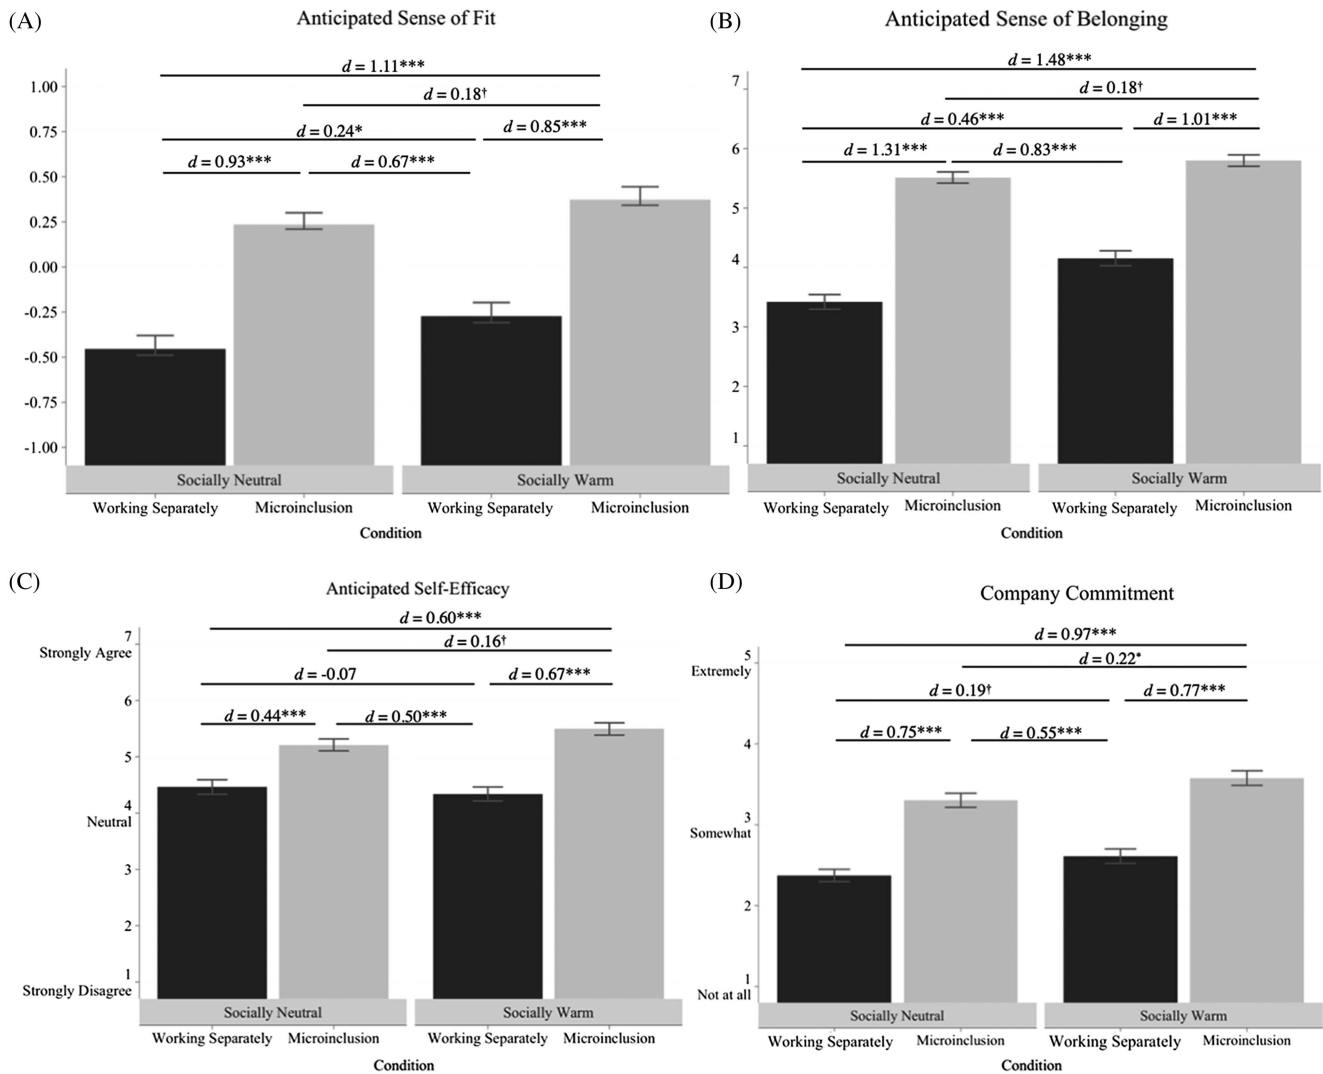 (A)
Anticipated Sense of Fit
d = 1.11***
d = 0.18†
d = 0.24*
d = 0.85***
d = 0.93***
d = 0.67***
1.00
0.75
0.50
0.25
0.00
-0.25
-0.50
-0.75
-1.00
Socially Neutral
Socially Warm
Working Separately
Microinclusion
Working Separately
Microinclusion
Condition
(B)
Anticipated Sense of Belonging
d = 1.48***
d = 0.18†
d = 0.46***
d = 1.01***
d = 1.31***
d = 0.83***
7
6
5
4
3
2
1
Socially Neutral
Socially Warm
Working Separately
Microinclusion
Working Separately
Microinclusion
Condition
(C)
Anticipated Self-Efficacy
d = 0.60***
d = 0.16†
d = -0.07
d = 0.67***
d = 0.44***
d = 0.50***
7
Strongly Agree
6
5
4
Neutral
3
2
1
Strongly Disagree
Socially Neutral
Socially Warm
Working Separately
Microinclusion
Working Separately
Microinclusion
Condition
(D)
Company Commitment
d = 0.97***
d = 0.22*
d = 0.19†
d = 0.77***
d = 0.75***
d = 0.55***
5
Extremely
4
3
Somewhat
2
1
Not at all
Socially Neutral
Socially Warm
Working Separately
Microinclusion
Working Separately
Microinclusion
Condition